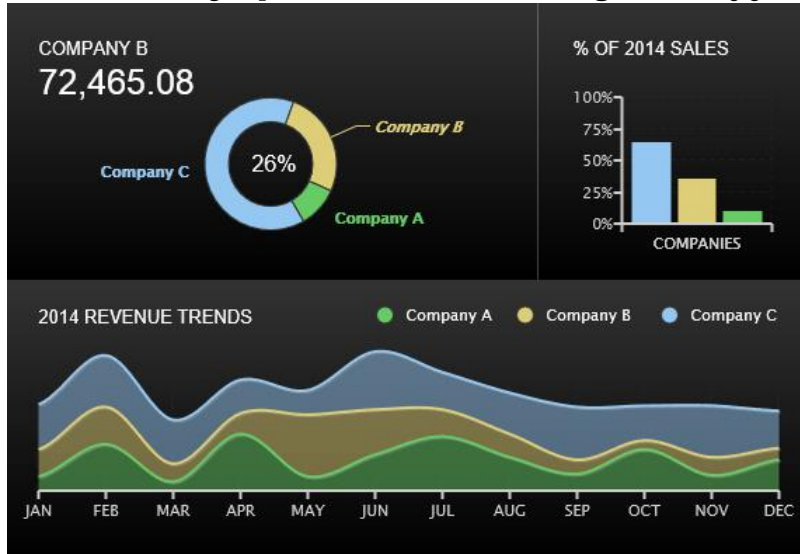 COMPANY B
72,465.08
Company B
26%
Company C
Company A
% OF 2014 SALES
100%
75%
50%
25%
0%
COMPANIES
2014 REVENUE TRENDS
Company A
Company B
Company C
JAN FEB MAR APR MAY JUN JUL AUG SEP OCT NOV DEC